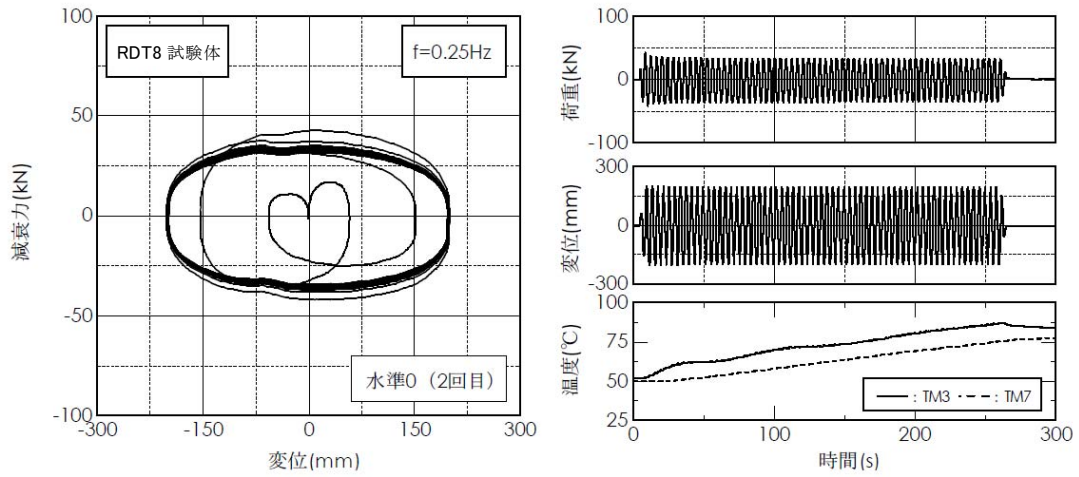 100
50
0
-50
-100
-300
-150
0
150
300
減衰力(kN)
変位(mm)
RDT8 試験体
f=0.25Hz
水準0（2回目）
100
0
-100
荷重(kN)
300
0
-300
変位(mm)
100
75
50
25
温度(℃)
: TM3
: TM7
0
100
200
300
時間(s)